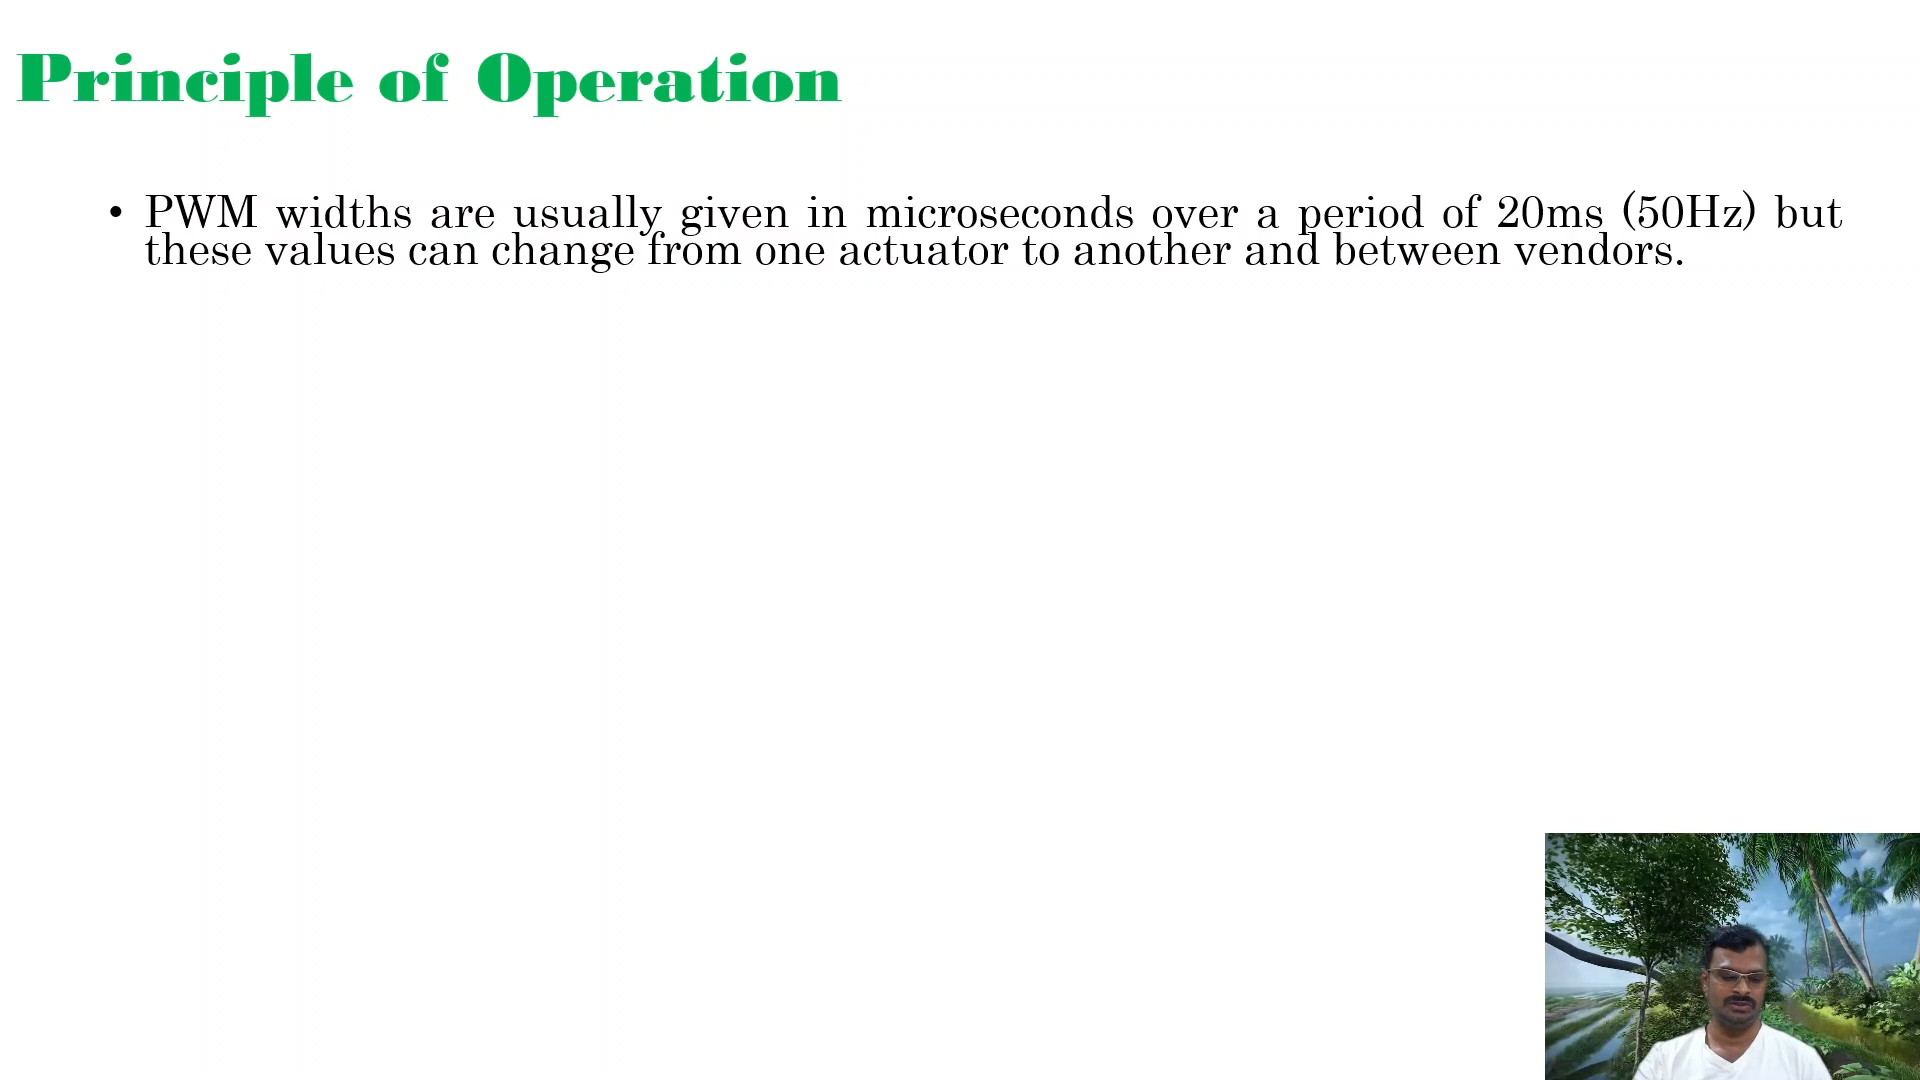 Principle of Operation
• PWM widths are usually given in microseconds over a period of 20ms (50Hz) but
these values can change from one actuator to another and between vendors.